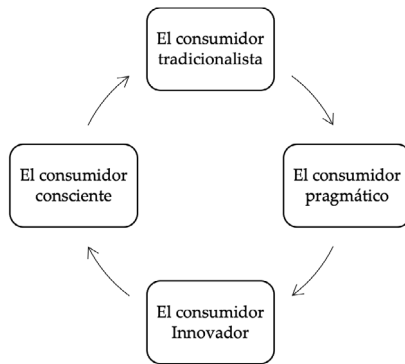 El consumidor
tradicionalista
El consumidor
pragmático
El consumidor
Innovador
El consumidor
consciente